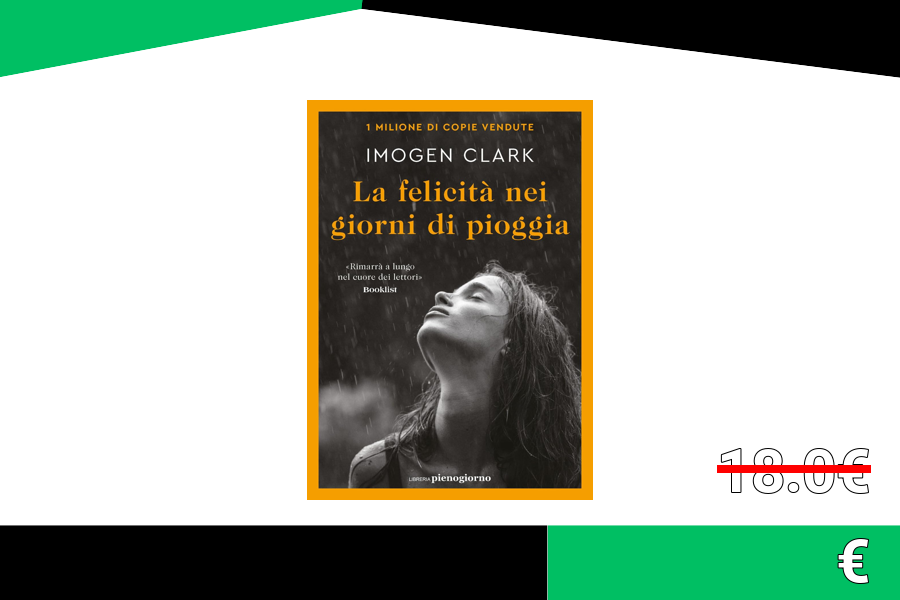 1 MILIONE DI COPIE VENDUTE
IMOGEN CLARK
La felicità nei
giorni di pioggia
«Rimarrà a lungo
nel cuore dei lettori»
Booklist
LIBRERIA pienogiorno
18.0€
€